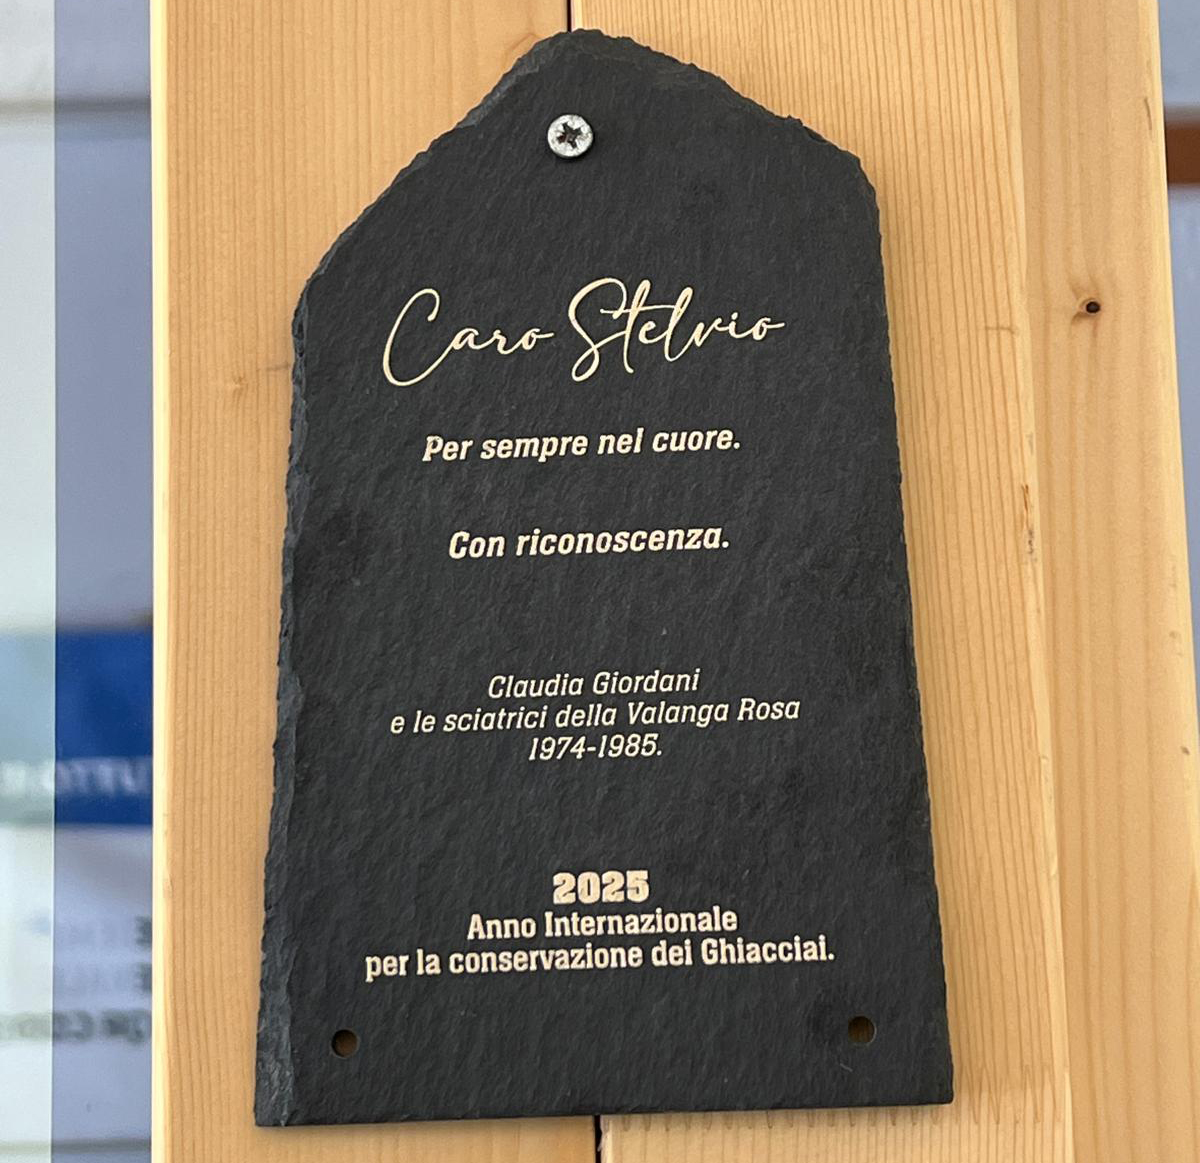 Caro Stelvio
Per sempre nel cuore.
Con riconoscenza.
Claudia Giordani
e le sciatrici della Valanga Rosa
1974-1985.
2025
Anno Internazionale
per la conservazione dei Ghiacciai.